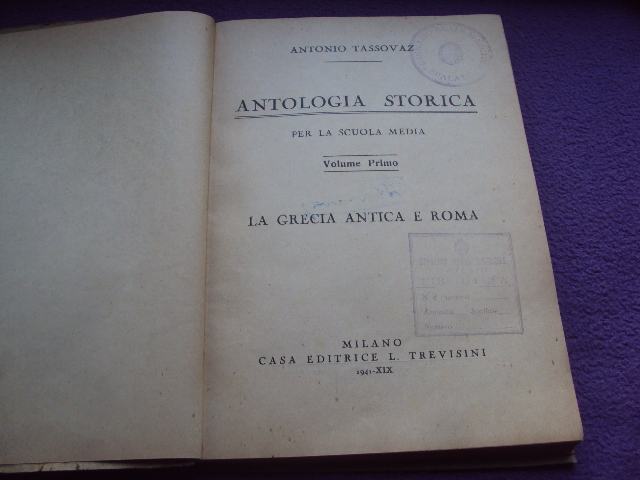 ANTONIO TASSOVAZ
ANTOLOGIA STORICA
PER LA SCUOLA MEDIA
Volume Primo
LA GRECIA ANTICA E ROMA
MILANO
CASA EDITRICE L. TREVISINI
1941-XIX